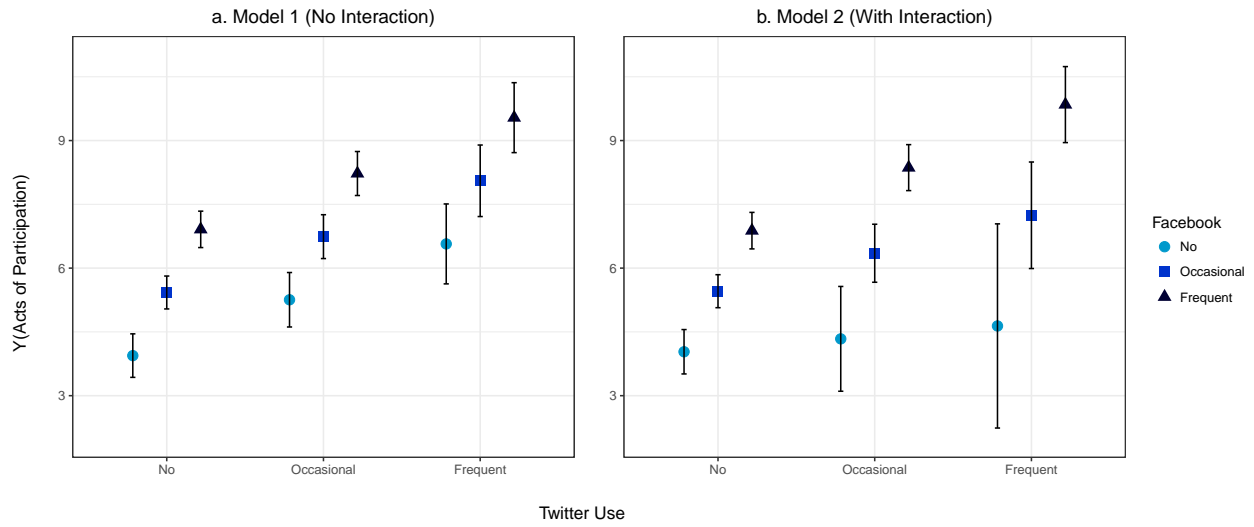 a. Model 1 (No Interaction)
b. Model 2 (With Interaction)
Y(Acts of Participation)
9
6
3
No
Occasional
Frequent
9
6
3
No
Occasional
Frequent
Twitter Use
Facebook
No
Occasional
Frequent